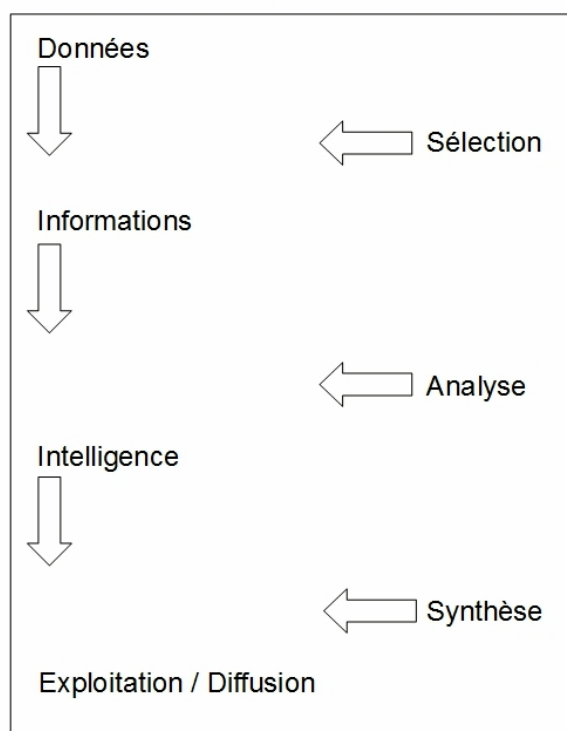 Données
Sélection
Informations
Analyse
Intelligence
Synthèse
Exploitation / Diffusion